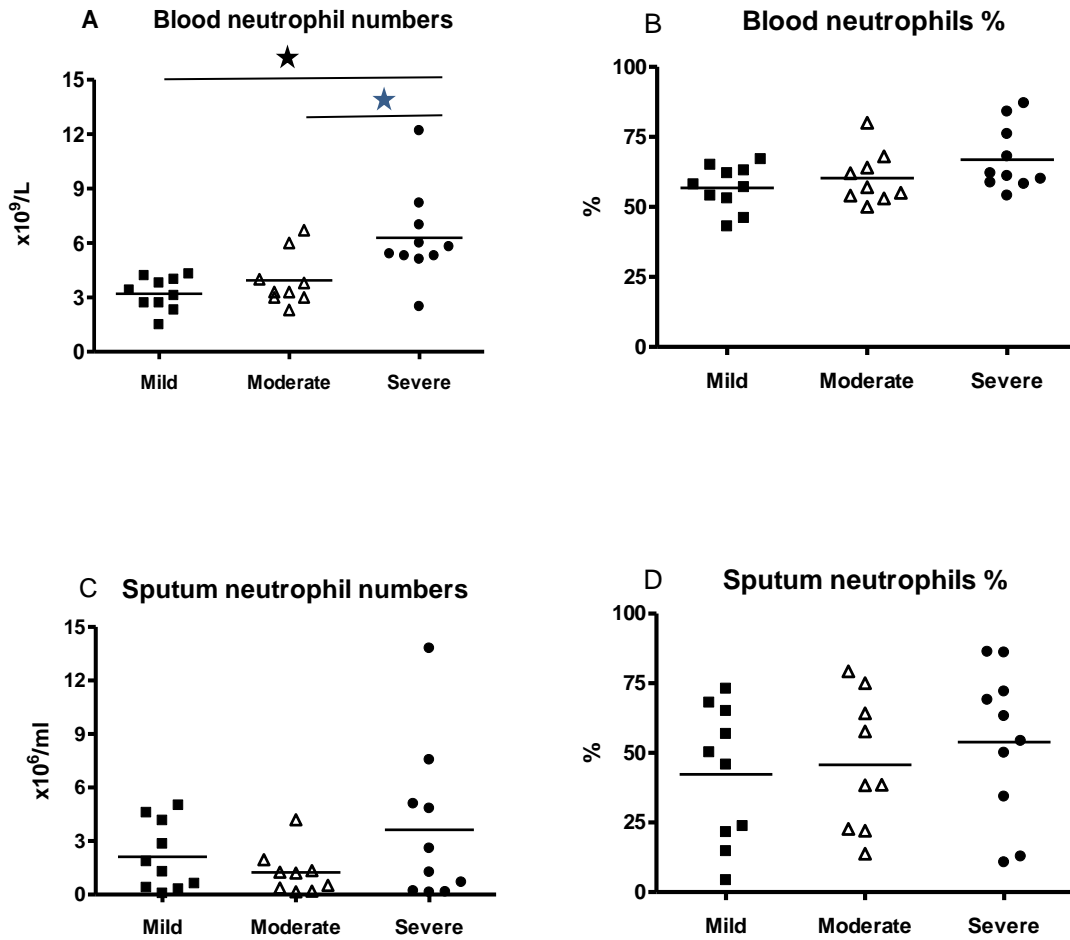 A Blood neutrophil numbers
x10⁹/L
15
12
9
6
3
0
Mild Moderate Severe
B Blood neutrophils %
%
100
75
50
25
0
Mild Moderate Severe
C Sputum neutrophil numbers
x10⁶/ml
15
12
9
6
3
0
Mild Moderate Severe
D Sputum neutrophils %
%
100
75
50
25
0
Mild Moderate Severe